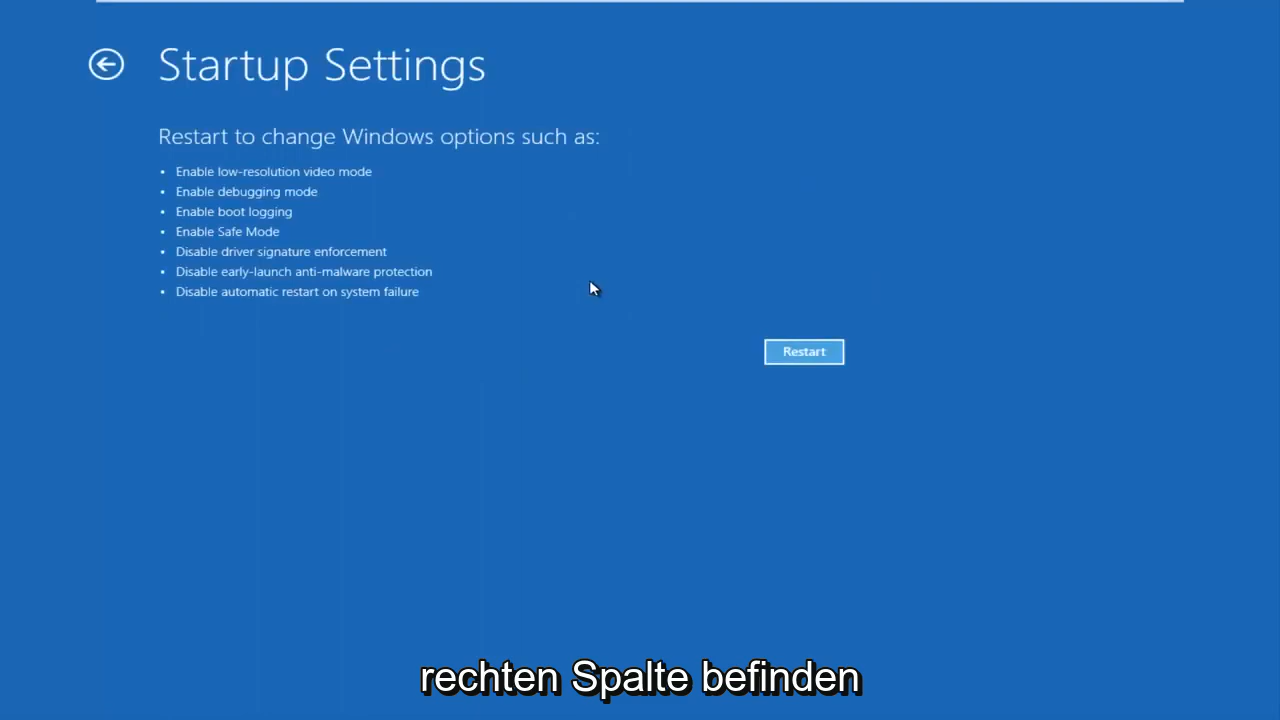 Startup Settings
Restart to change Windows options such as:
• Enable low-resolution video mode
• Enable debugging mode
• Enable boot logging
• Enable Safe Mode
• Disable driver signature enforcement
• Disable early-launch anti-malware protection
• Disable automatic restart on system failure
Restart
rechten Spalte befinden